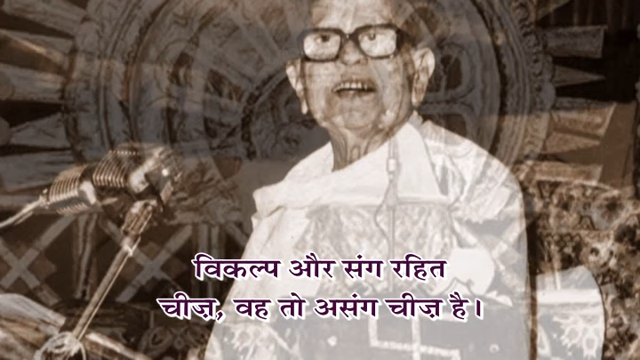 विकल्प और संग रहित
चीज़, वह तो असंग चीज़ है।